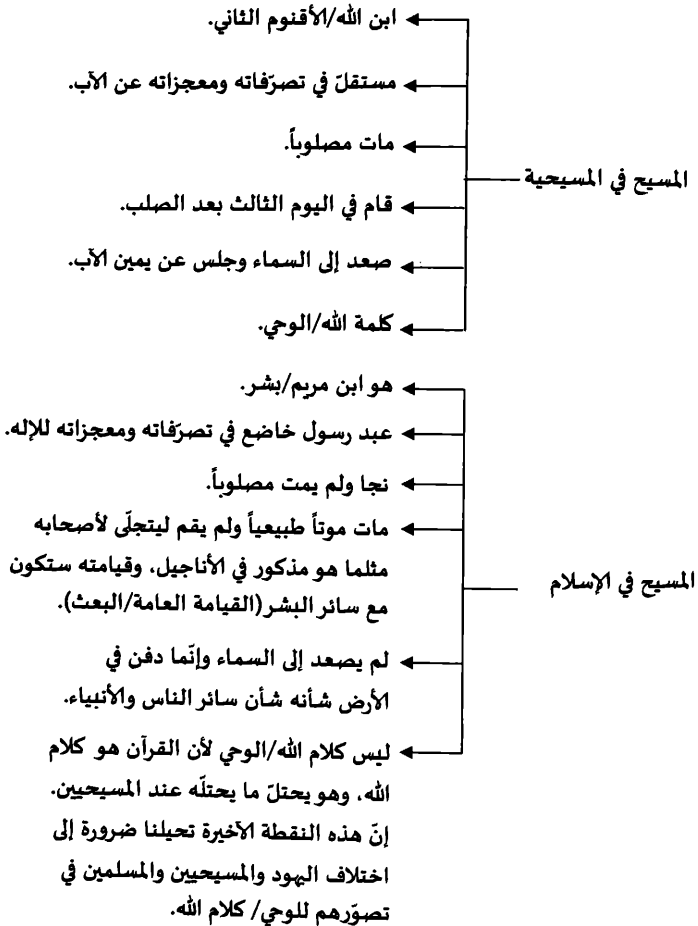 المسيح في المسيحية
ابن الله/الأقنوم الثاني.
مستقلّ في تصرّفاته ومعجزاته عن الآب.
مات مصلوباً.
قام في اليوم الثالث بعد الصلب.
صعد إلى السماء وجلس عن يمين الآب.
كلمة الله/الوحي.
المسيح في الإسلام
هو ابن مريم/بشر.
عبد رسول خاضع في تصرّفاته ومعجزاته للإله.
نجا ولم يمت مصلوباً.
مات موتاً طبيعياً ولم يقم ليتجلّى لأصحابه
مثلما هو مذكور في الأناجيل، وقيامته ستكون
مع سائر البشر(القيامة العامة/البعث).
لم يصعد إلى السماء وإنّما دفن في
الأرض شأنه شأن سائر الناس والأنبياء.
ليس كلام الله/الوحي لأن القرآن هو كلام
الله، وهو يحتلّ ما يحتلّه عند المسيحيين.
إنّ هذه النقطة الأخيرة تحيلنا ضرورة إلى
اختلاف اليهود والمسيحيين والمسلمين في
تصوّرهم للوحي/ كلام الله.